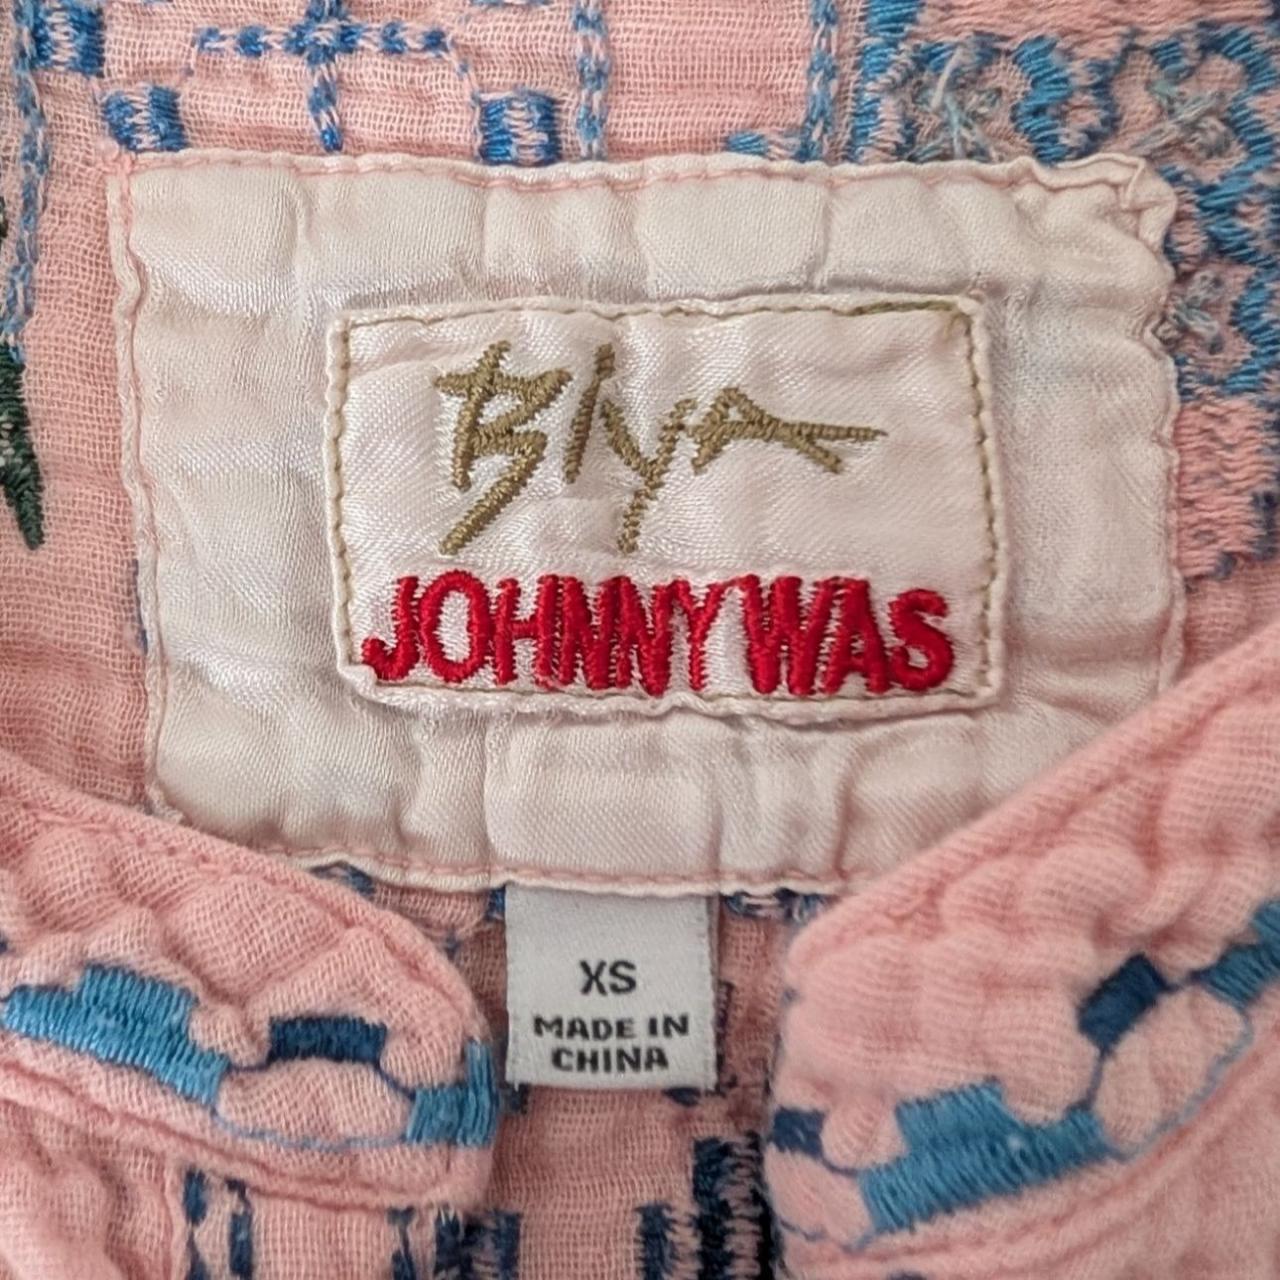 Biya
JOHNNY WAS
XS
MADE IN
CHINA